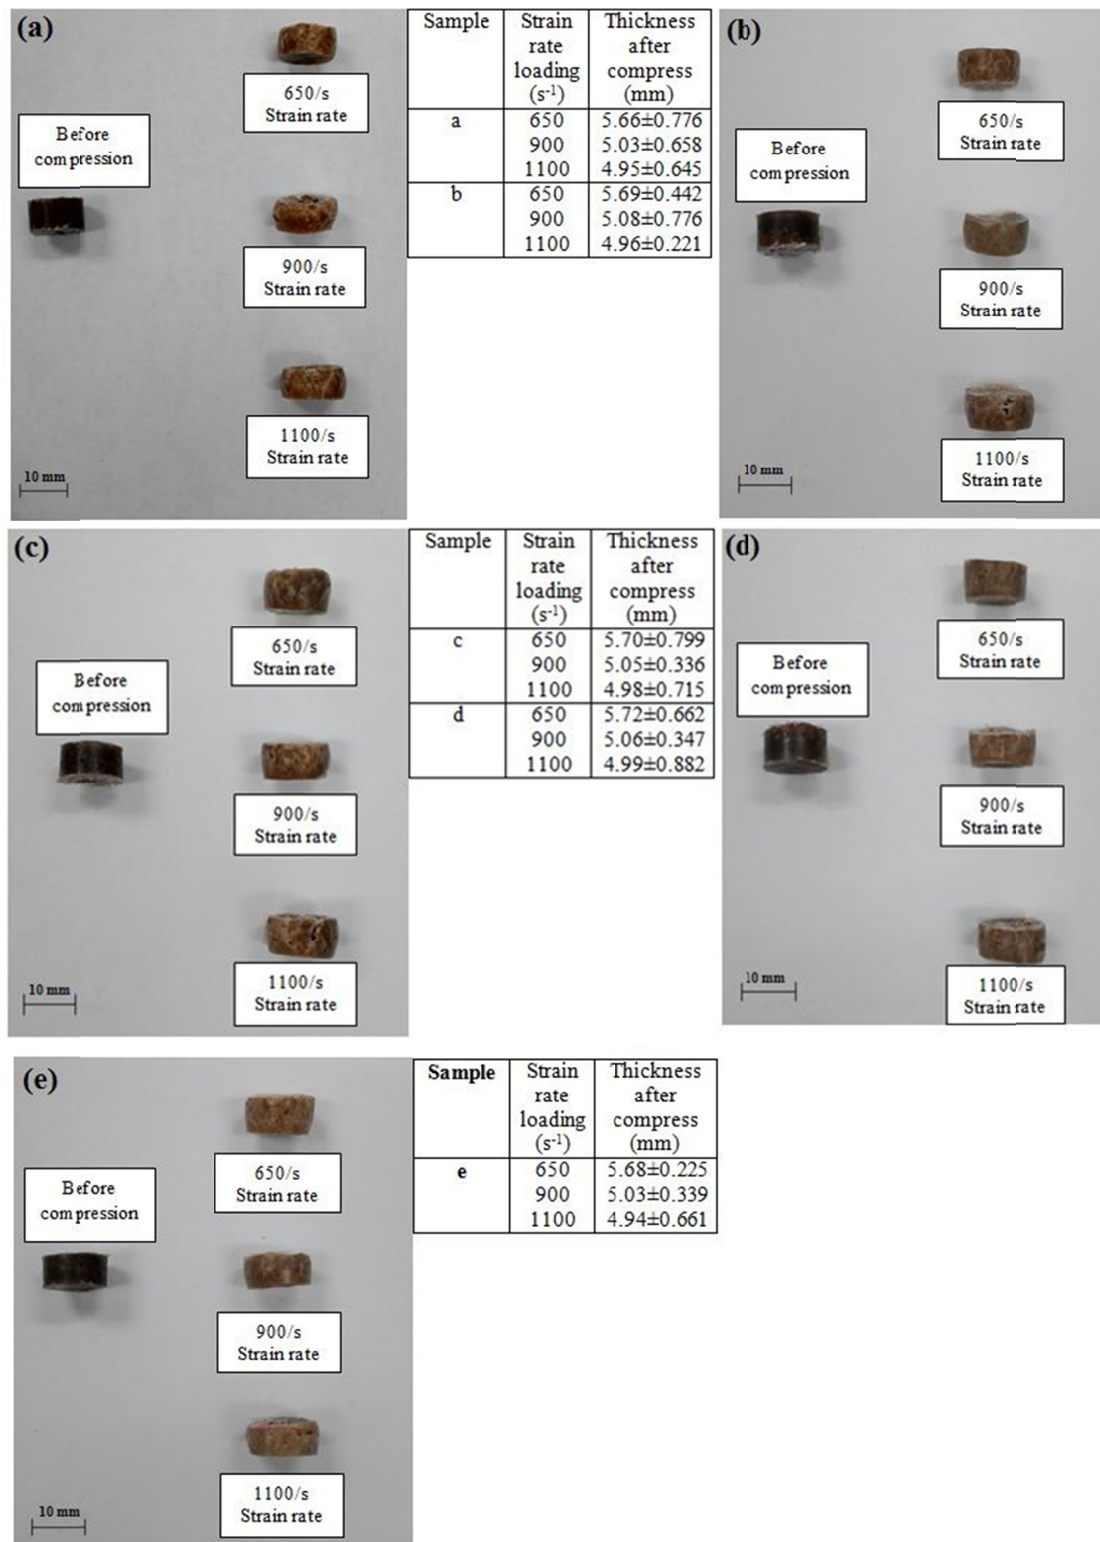 (a)
650/s
Strain rate
Before
compression
900/s
Strain rate
1100/s
Strain rate
10 mm
Sample Strain rate loading (s⁻¹) Thickness after compress (mm)
a 650 5.66±0.776
900 5.03±0.658
1100 4.95±0.645
b 650 5.69±0.442
900 5.08±0.776
1100 4.96±0.221
(b)
650/s
Strain rate
Before
compression
900/s
Strain rate
1100/s
Strain rate
10 mm
(c)
650/s
Strain rate
Before
compression
900/s
Strain rate
1100/s
Strain rate
10 mm
Sample Strain rate loading (s⁻¹) Thickness after compress (mm)
c 650 5.70±0.799
900 5.05±0.336
1100 4.98±0.715
d 650 5.72±0.662
900 5.06±0.347
1100 4.99±0.882
(d)
650/s
Strain rate
Before
compression
900/s
Strain rate
1100/s
Strain rate
10 mm
(e)
650/s
Strain rate
Before
compression
900/s
Strain rate
1100/s
Strain rate
10 mm
Sample Strain rate loading (s⁻¹) Thickness after compress (mm)
e 650 5.68±0.225
900 5.03±0.339
1100 4.94±0.661